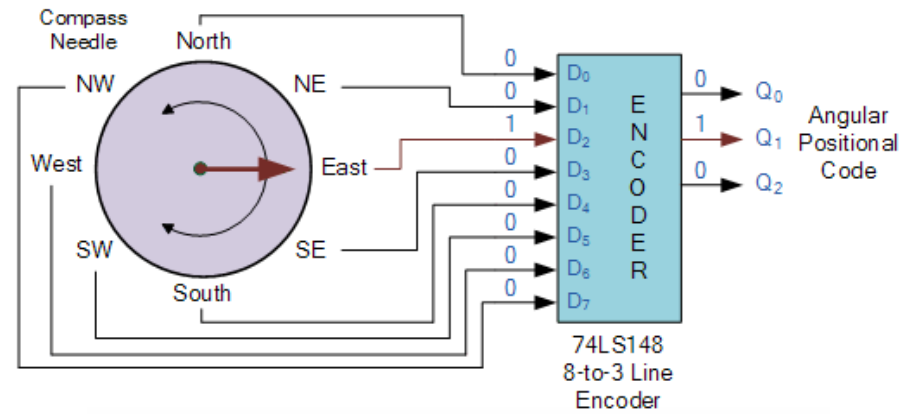 Compass
Needle
North
NW
NE
West
East
SW
SE
South
0
0
1
0
0
0
0
0
D0
D1
D2
D3
D4
D5
D6
D7
E
N
C
O
D
E
R
0
1
0
Q0
Q1
Q2
Angular
Positional
Code
74LS148
8-to-3 Line
Encoder